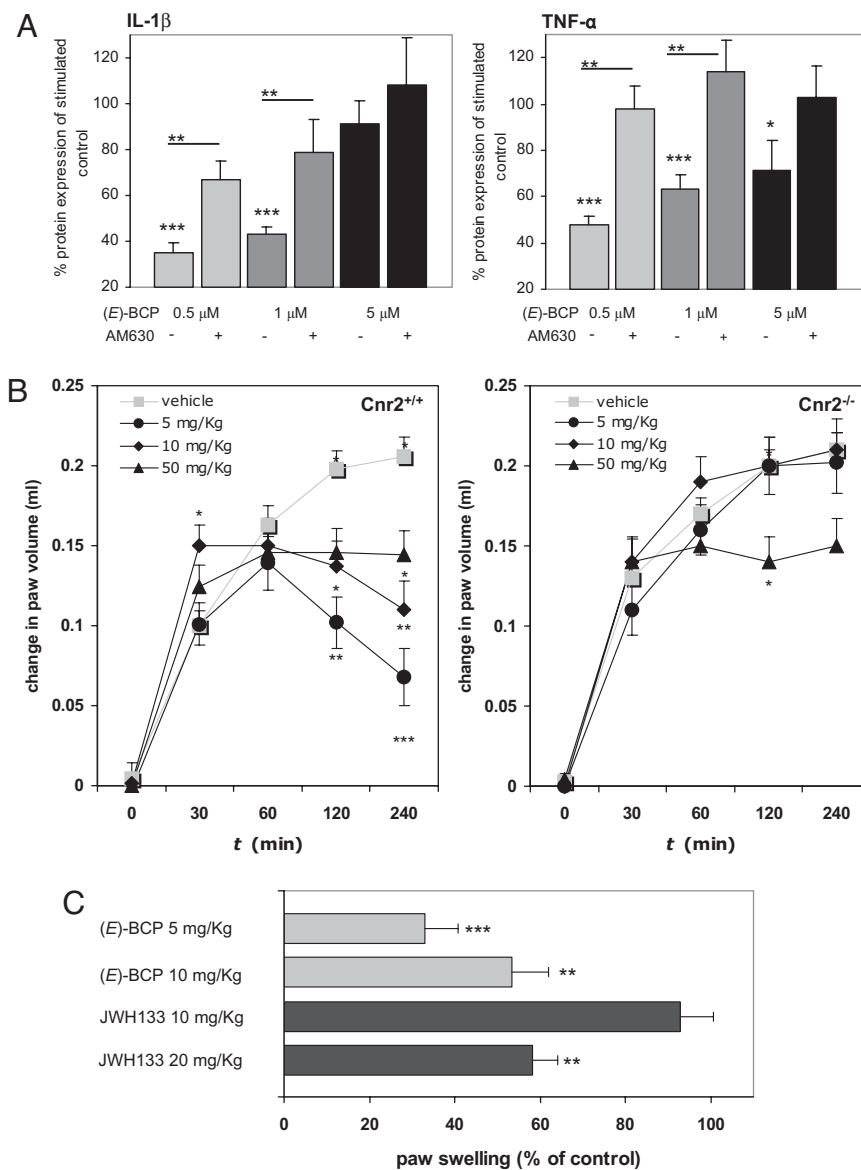 A
IL-1β
% protein expression of stimulated
control
120
100
80
60
40
20
***
**
***
**
(E)-BCP 0.5 µM 1 µM 5 µM
AM630 - + - + - +
TNF-α
% protein expression of stimulated
control
120
100
80
60
40
20
***
**
***
**
*
(E)-BCP 0.5 µM 1 µM 5 µM
AM630 - + - + - +
B
Cnr2+/+
vehicle
5 mg/Kg
10 mg/Kg
50 mg/Kg
change in paw volume (ml)
0.25
0.2
0.15
0.1
0.05
0
*
*
*
*
*
**
**
***
0 30 60 120 240
t (min)
Cnr2-/-
vehicle
5 mg/Kg
10 mg/Kg
50 mg/Kg
change in paw volume (ml)
0.25
0.2
0.15
0.1
0.05
0
*
*
0 30 60 120 240
t (min)
C
(E)-BCP 5 mg/Kg
***
(E)-BCP 10 mg/Kg
**
JWH133 10 mg/Kg
JWH133 20 mg/Kg
**
0 20 40 60 80 100
paw swelling (% of control)